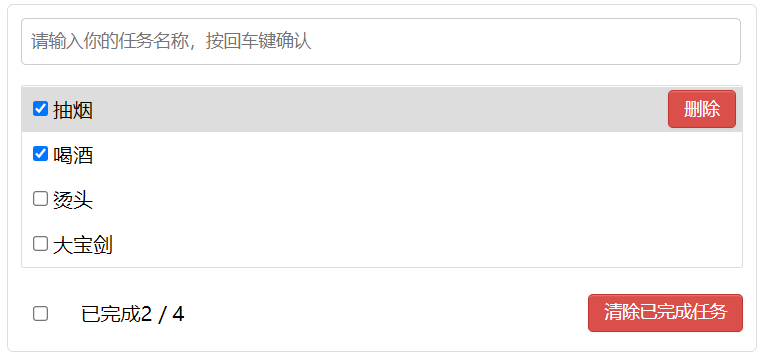 请输入你的任务名称，按回车键确认
抽烟 删除
喝酒
烫头
大宝剑
已完成2 / 4 清除已完成任务